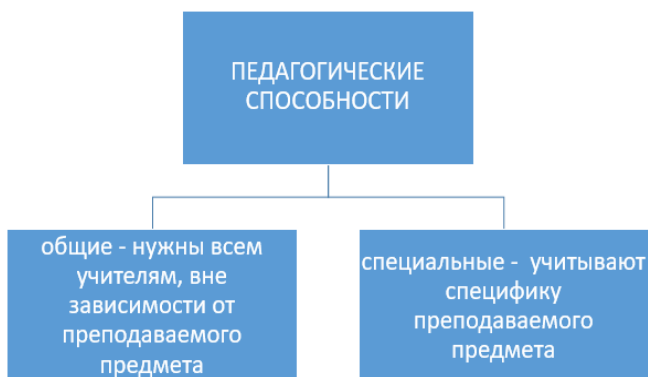 ПЕДАГОГИЧЕСКИЕ
СПОСОБНОСТИ
общие - нужны всем
учителям, вне
зависимости от
преподаваемого
предмета
специальные - учитывают
специфику
преподаваемого
предмета